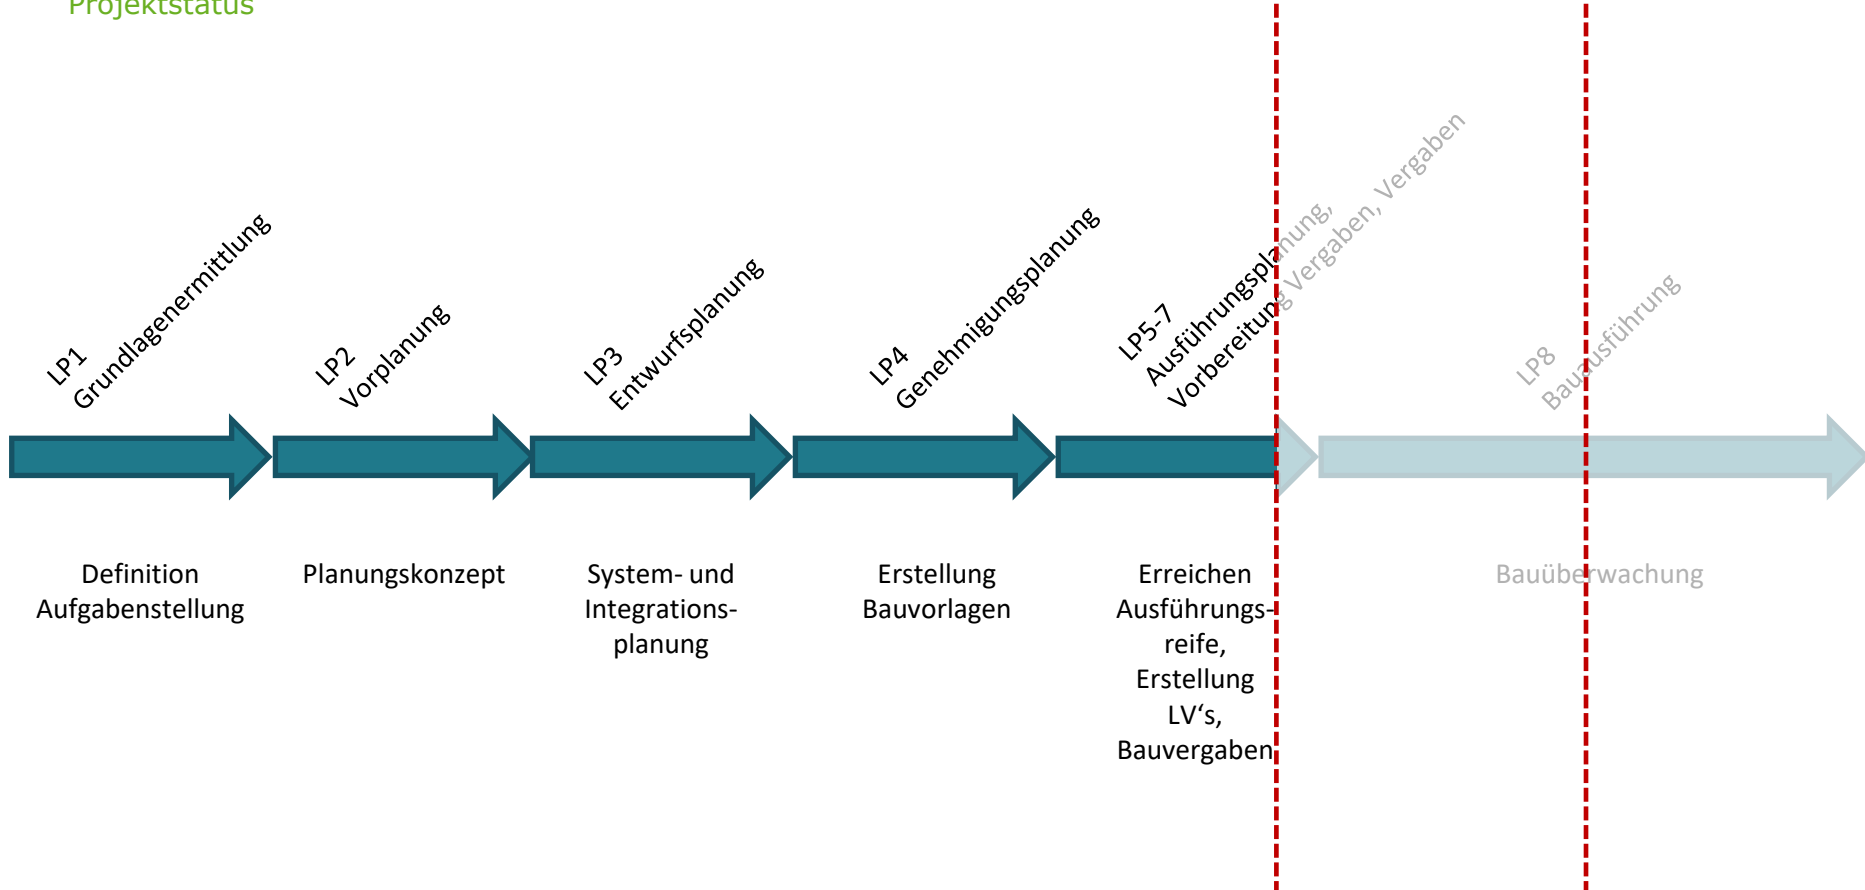 Projektstatus
LP1
Grundlagenermittlung
LP2
Vorplanung
LP3
Entwurfsplanung
LP4
Genehmigungsplanung
LP5-7
Ausführungsplanung,
Vorbereitung Vergaben, Vergaben
LP8
Bauausführung
Definition
Aufgabenstellung
Planungskonzept
System- und
Integrations-
planung
Erstellung
Bauvorlagen
Erreichen
Ausführungs-
reife,
Erstellung
LV‘s,
Bauvergaben
Bauüberwachung